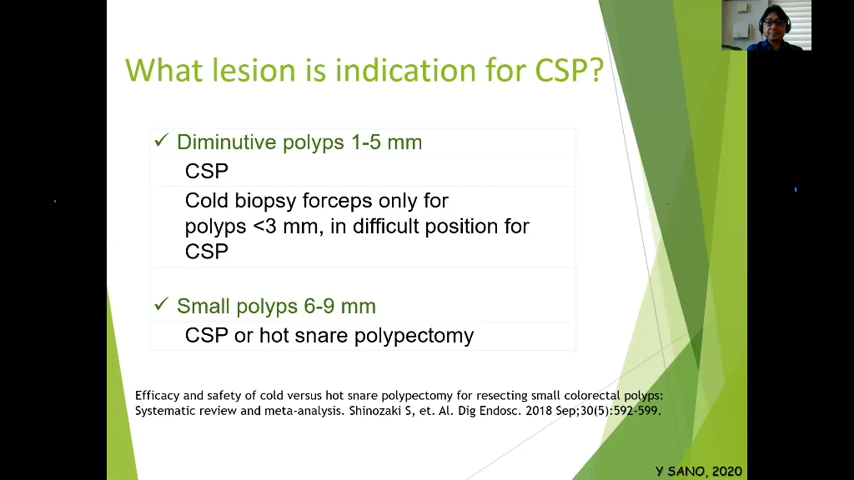 What lesion is indication for CSP?
✓ Diminutive polyps 1-5 mm
CSP
Cold biopsy forceps only for
polyps <3 mm, in difficult position for
CSP
✓ Small polyps 6-9 mm
CSP or hot snare polypectomy
Efficacy and safety of cold versus hot snare polypectomy for resecting small colorectal polyps:
Systematic review and meta-analysis. Shinozaki S, et. Al. Dig Endosc. 2018 Sep;30(5):592-599.
Y SANO, 2020